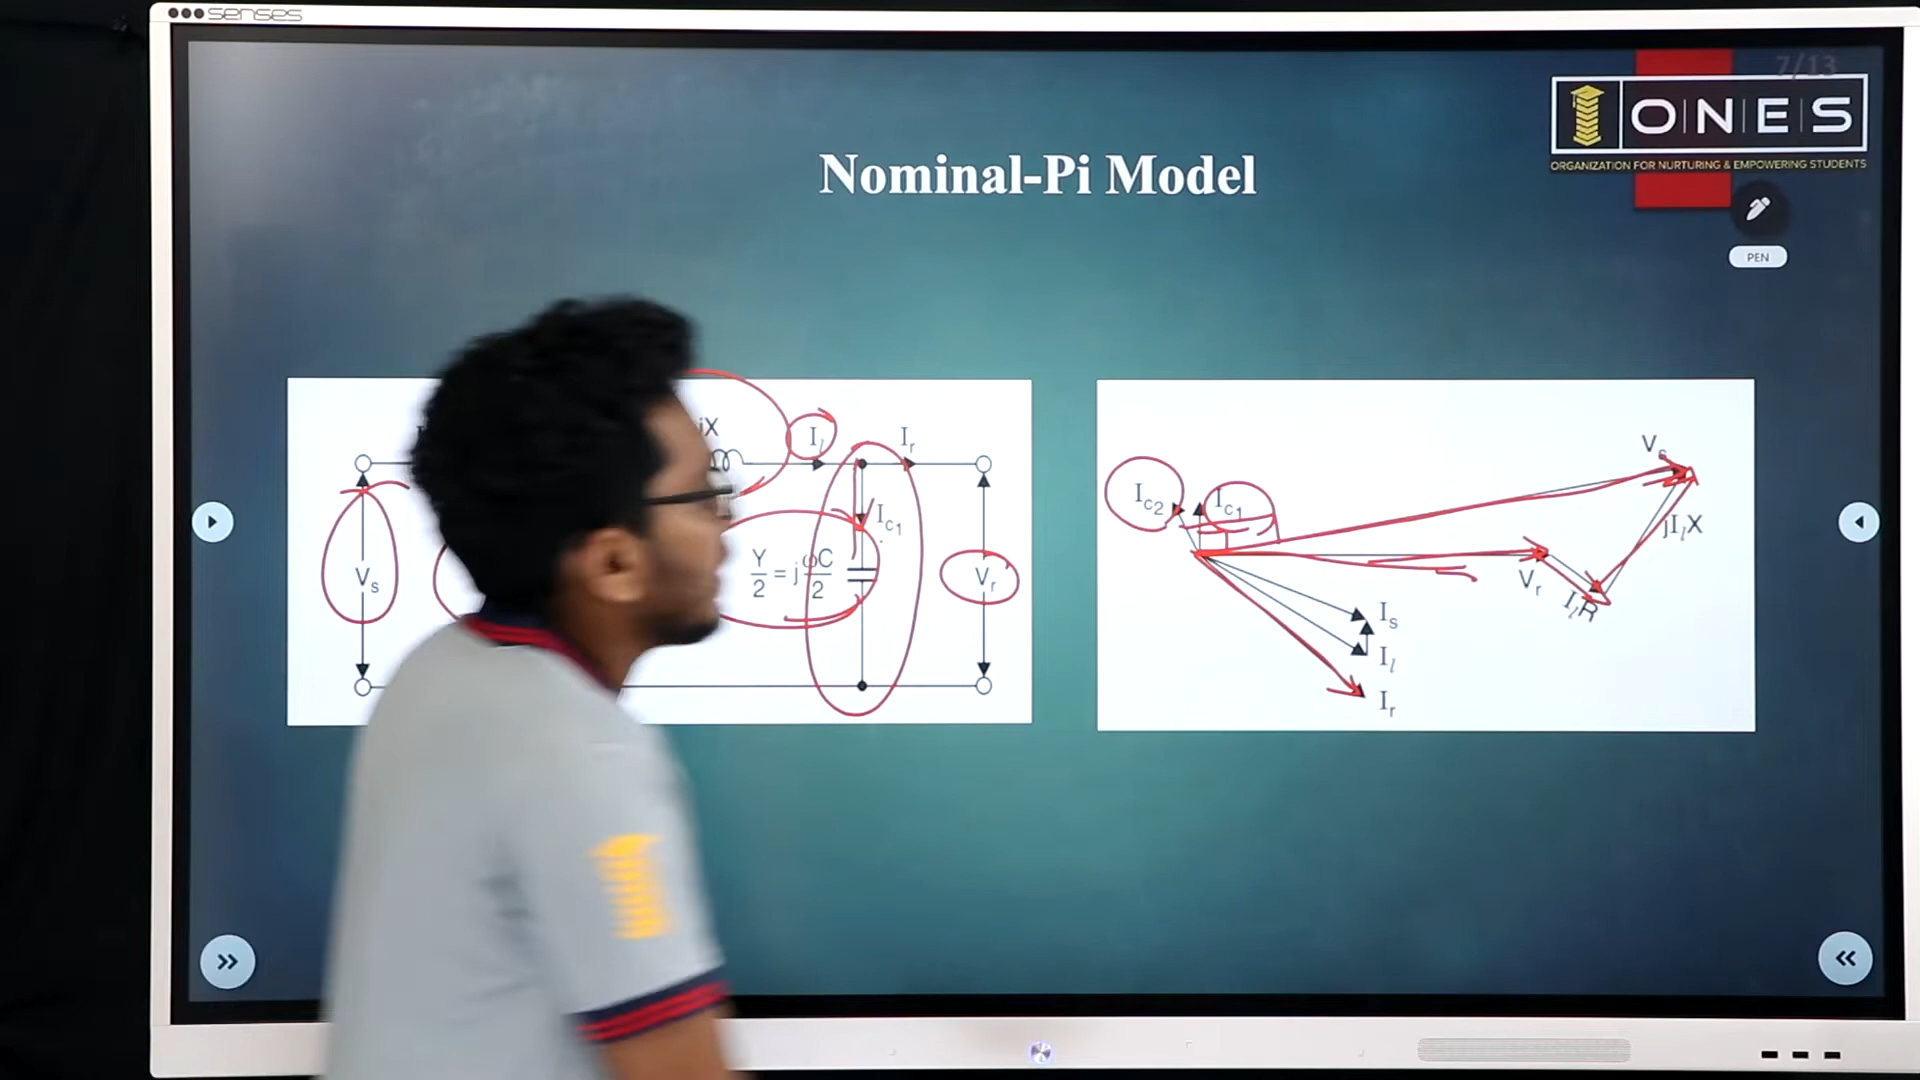 senses
7/13
ONES
ORGANIZATION FOR NURTURING & EMPOWERING STUDENTS
PEN
Nominal-Pi Model
jX
I_l
I_r
I_c1
V_s
Y/2 = j ωC/2
V_r
V_s
I_c2
I_c1
jI_lX
V_r
I_lR
I_s
I_l
I_r